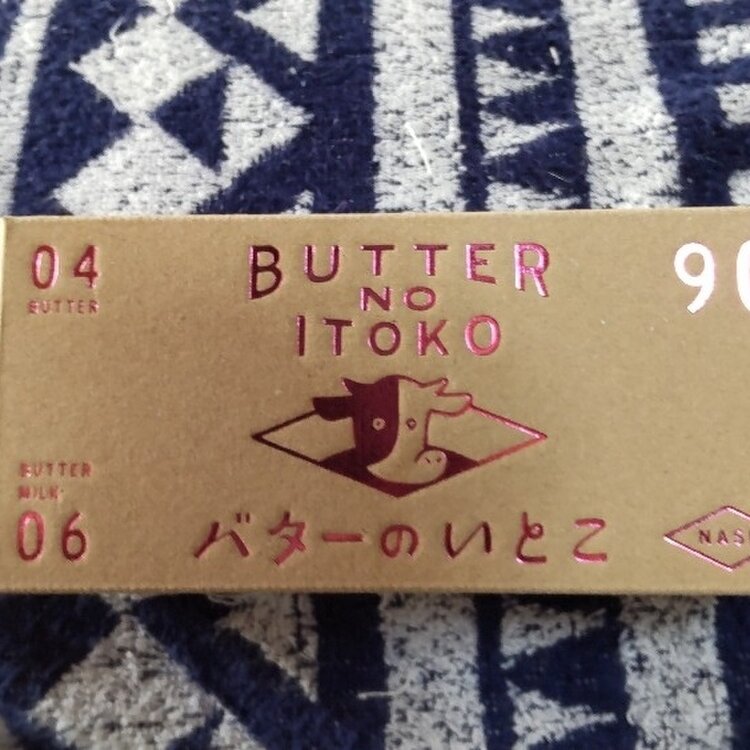 04
BUTTER
BUTTER
NO
ITOKO
BUTTER
MILK
06
バターのいとこ